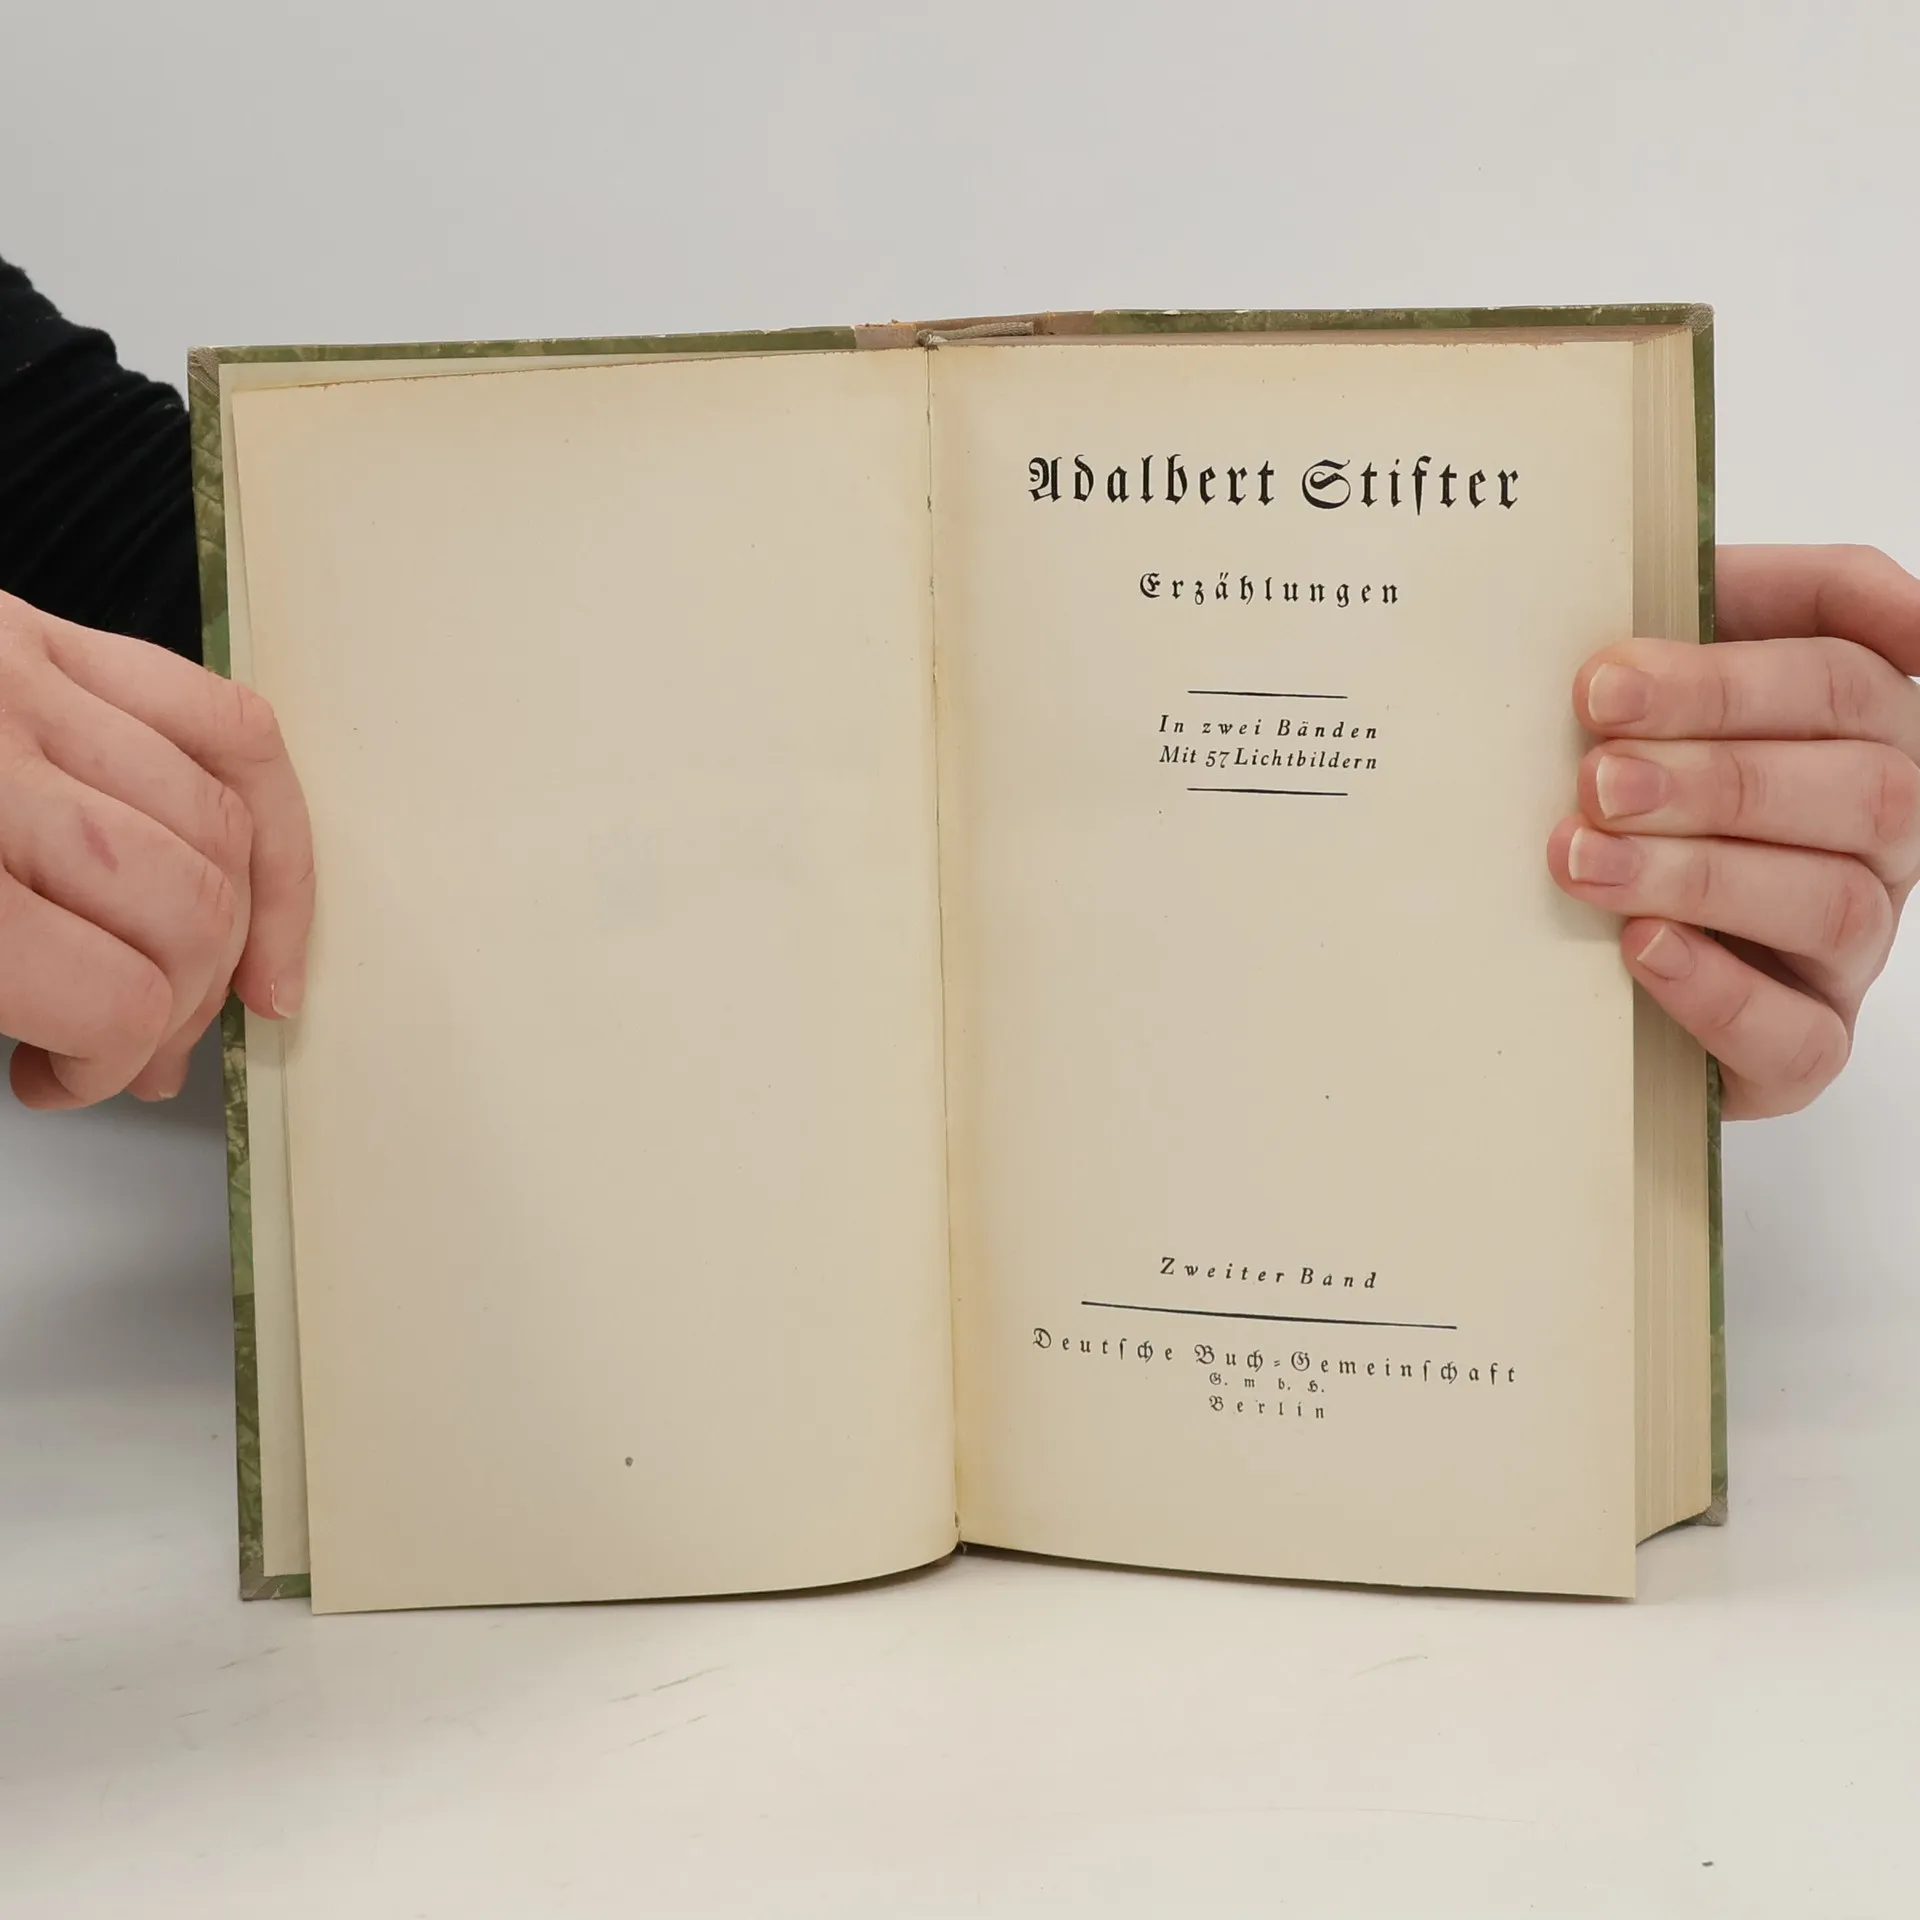 Adalbert Stifter
Erzählungen
In zwei Bänden
Mit 57 Lichtbildern
Zweiter Band
Deutſche Buch-Gemeinſchaft
G. m. b. H.
Berlin